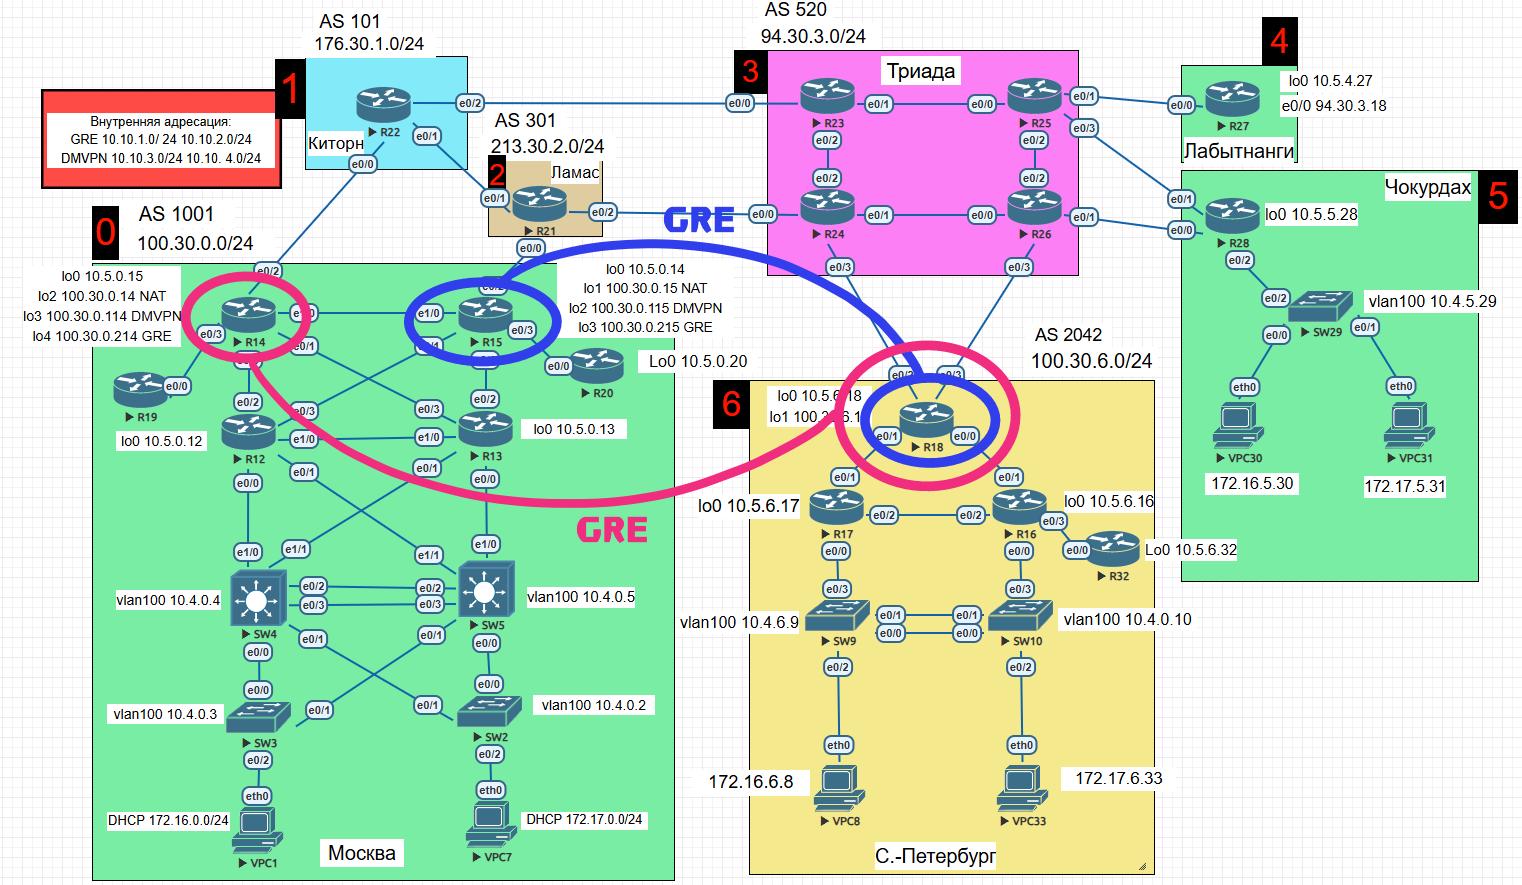 AS 101
176.30.1.0/24
AS 520
94.30.3.0/24
1
3
4
Триада
Внутренняя адресация:
GRE 10.10.1.0/ 24 10.10.2.0/24
DMVPN 10.10.3.0/24 10.10. 4.0/24
R22
e0/2
e0/1
e0/0
Киторн
AS 301
213.30.2.0/24
2
Ламас
e0/1
e0/2
R21
e0/0
e0/0
R23
e0/1
e0/2
e0/0
R25
e0/1
e0/3
e0/2
e0/0
R27
lo0 10.5.4.27
e0/0 94.30.3.18
Лабытнанги
GRE
e0/0
e0/2
R24
e0/1
e0/3
e0/0
e0/2
R26
e0/1
e0/3
Чокурдах
5
e0/1
e0/0
R28
lo0 10.5.5.28
e0/2
e0/2
SW29
vlan100 10.4.5.29
e0/0
e0/1
eth0
eth0
VPC30
VPC31
172.16.5.30
172.17.5.31
0
AS 1001
100.30.0.0/24
lo0 10.5.0.15
lo2 100.30.0.14 NAT
lo3 100.30.0.114 DMVPN
lo4 100.30.0.214 GRE
e0/2
R14
e0/3
e0/1
lo0 10.5.0.14
lo1 100.30.0.15 NAT
lo2 100.30.0.115 DMVPN
lo3 100.30.0.215 GRE
e1/0
R15
e0/3
e0/0
R20
Lo0 10.5.0.20
e0/0
R19
lo0 10.5.0.12
e0/2
e0/3
e1/0
R12
e0/1
e0/0
e0/2
e0/3
e1/0
R13
e0/1
e0/0
lo0 10.5.0.13
GRE
e1/0
e1/1
e1/1
e1/0
vlan100 10.4.0.4
SW4
e0/2
e0/3
e0/1
e0/0
e0/2
e0/3
e0/1
e0/0
SW5
vlan100 10.4.0.5
e0/0
e0/1
SW3
vlan100 10.4.0.3
e0/2
e0/0
e0/1
SW2
vlan100 10.4.0.2
e0/2
eth0
eth0
DHCP 172.16.0.0/24
VPC1
DHCP 172.17.0.0/24
VPC7
Москва
AS 2042
100.30.6.0/24
6
R18
e0/1
e0/0
e0/1
e0/1
lo0 10.5.6.17
R17
e0/2
e0/0
e0/2
R16
lo0 10.5.6.16
e0/3
e0/0
e0/0
R32
Lo0 10.5.6.32
e0/3
e0/3
vlan100 10.4.6.9
SW9
e0/1
e0/0
e0/1
e0/0
SW10
vlan100 10.4.0.10
e0/2
e0/2
eth0
eth0
172.16.6.8
VPC8
172.17.6.33
VPC33
С.-Петербург